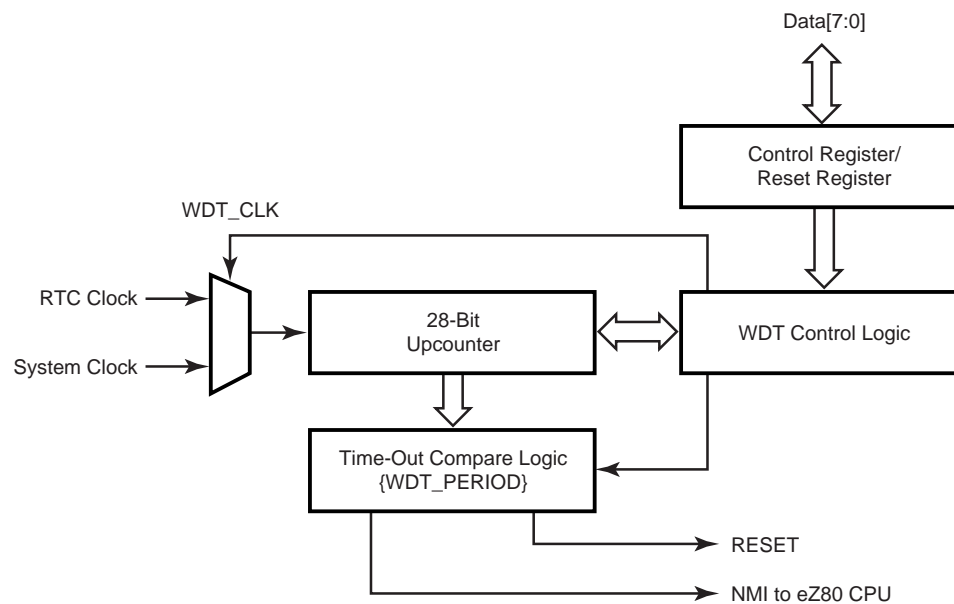 Data[7:0]
Control Register/
Reset Register
WDT_CLK
RTC Clock
System Clock
28-Bit
Upcounter
WDT Control Logic
Time-Out Compare Logic
{WDT_PERIOD}
RESET
NMI to eZ80 CPU